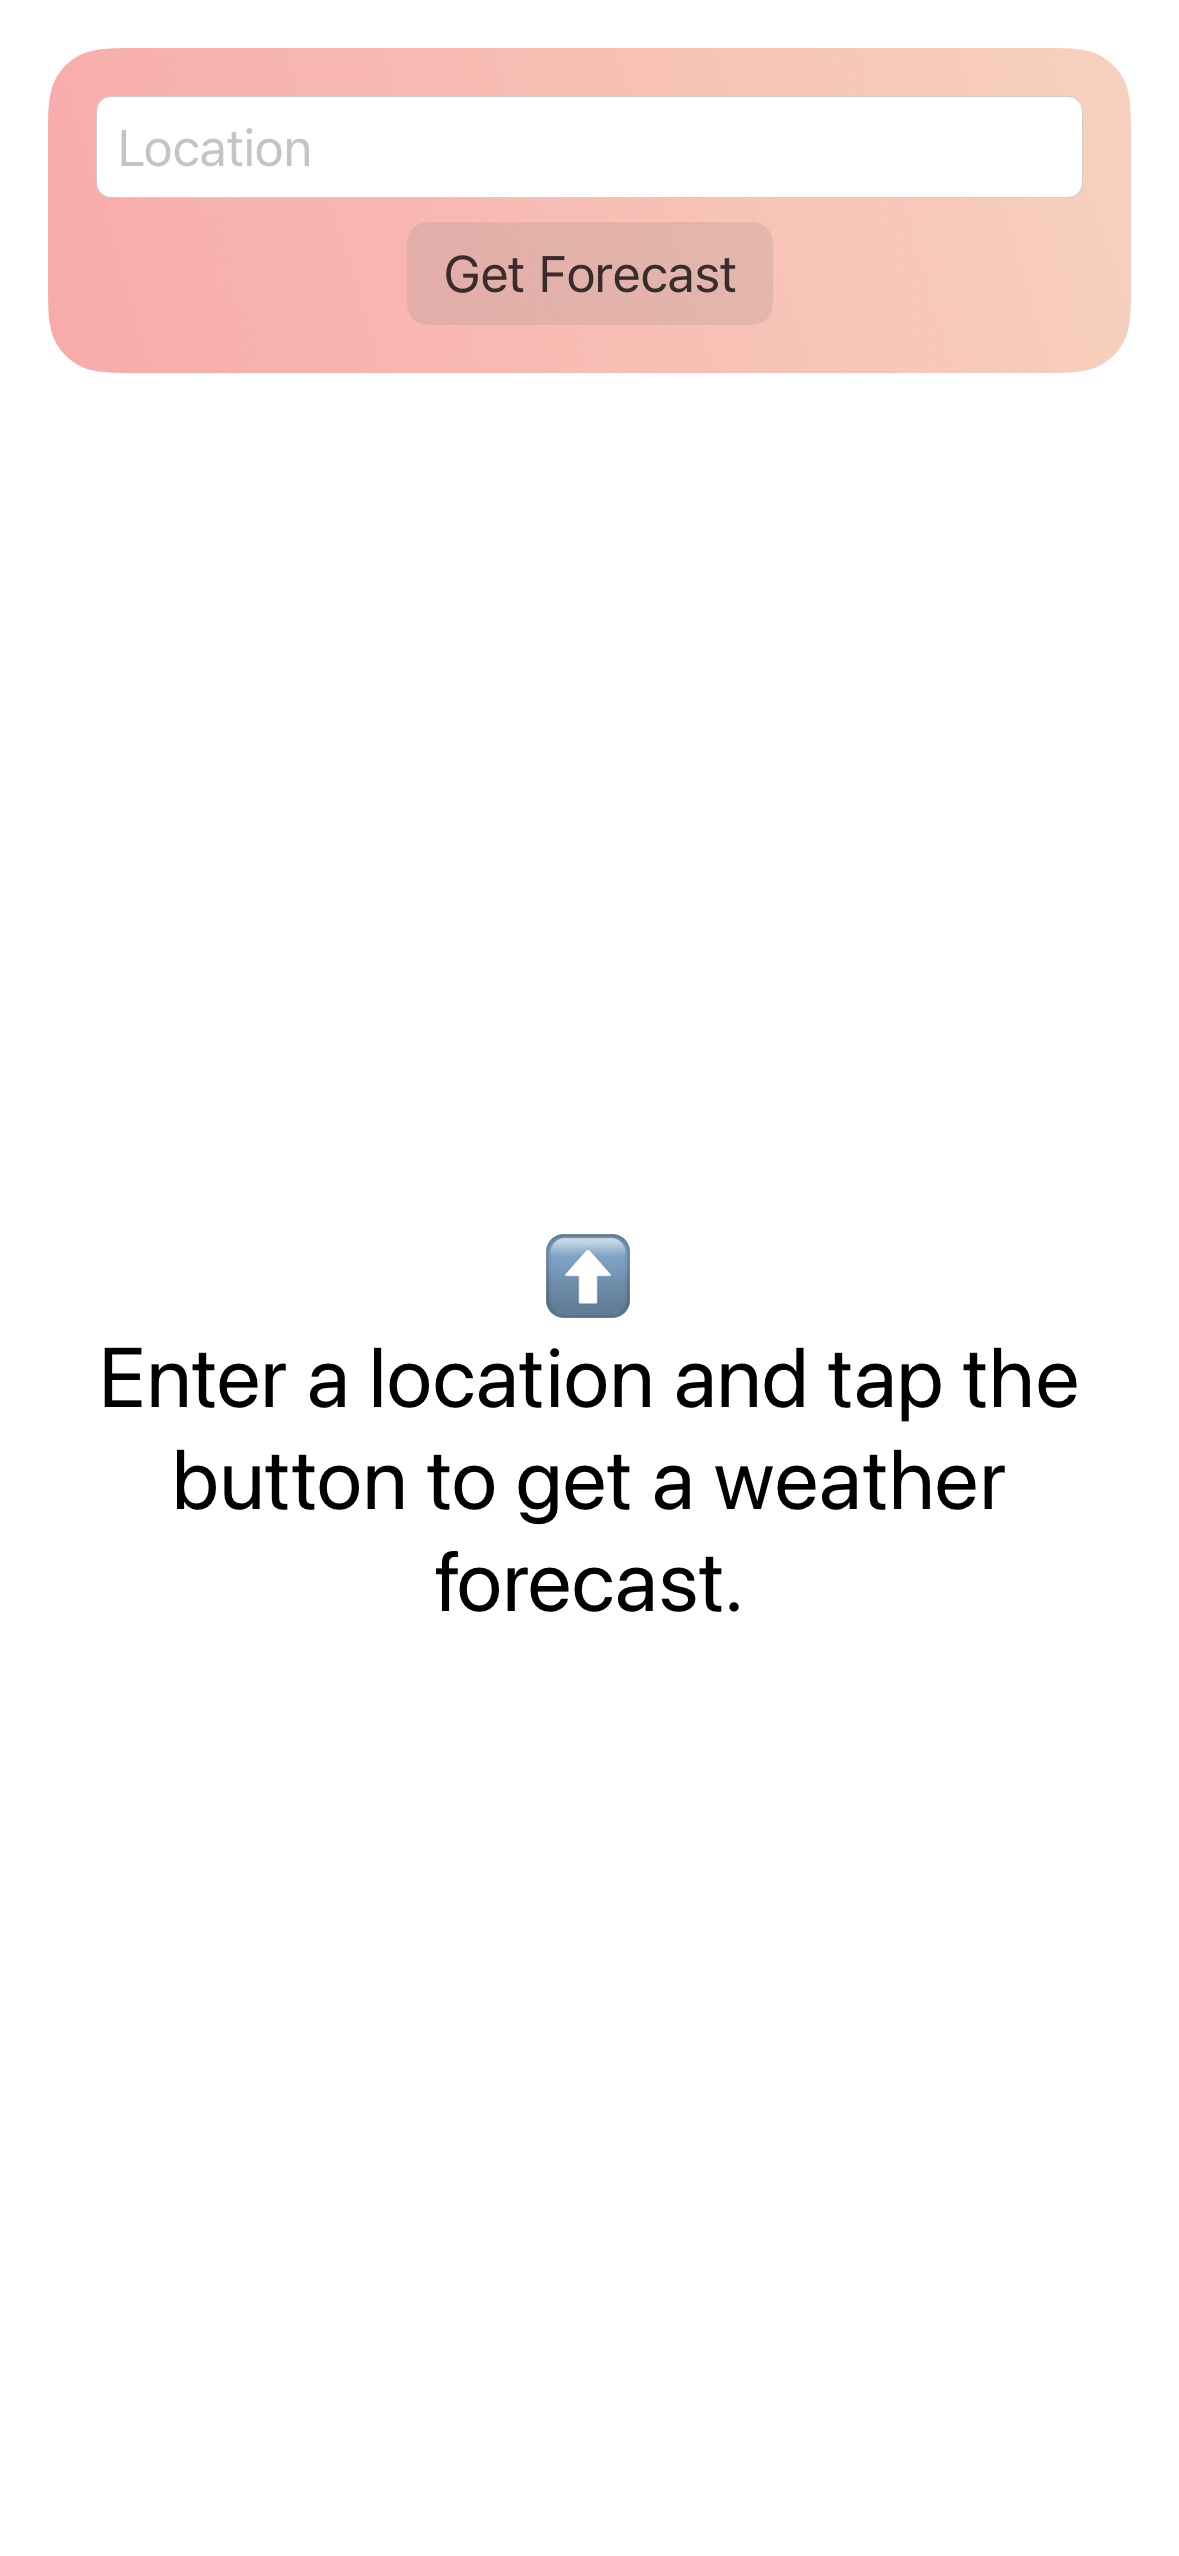 Location
Get Forecast
⬆️
Enter a location and tap the
button to get a weather
forecast.